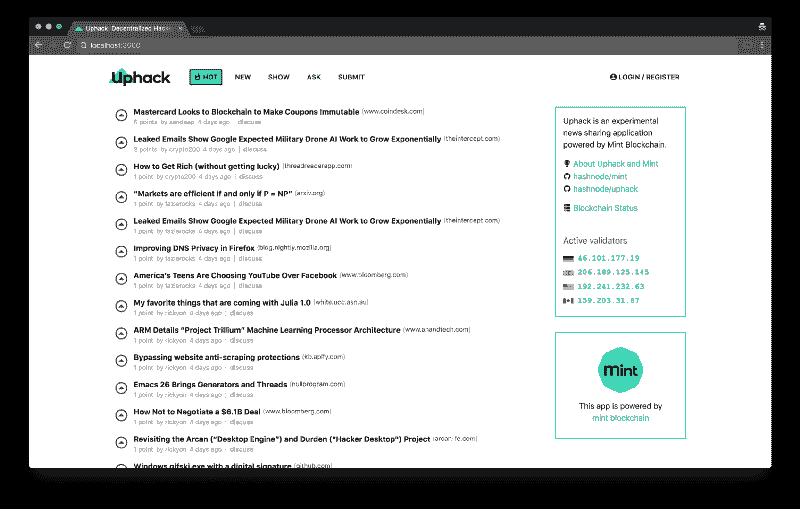 Uphack: Decentralized Hack
localhost:3000
Uphack
HOT NEW SHOW ASK SUBMIT LOGIN / REGISTER
Mastercard Looks to Blockchain to Make Coupons Immutable (www.coindesk.com)
5 points by sandeep 4 days ago | discuss
Leaked Emails Show Google Expected Military Drone AI Work to Grow Exponentially (theintercept.com)
3 points by crypto200 4 days ago | discuss
How to Get Rich (without getting lucky) (threadreaderapp.com)
1 point by crypto200 4 days ago | discuss
"Markets are efficient if and only if P = NP" (arxiv.org)
1 point by fazlerocks 4 days ago | discuss
Leaked Emails Show Google Expected Military Drone AI Work to Grow Exponentially (theintercept.com)
1 point by fazlerocks 4 days ago | discuss
Improving DNS Privacy in Firefox (blog.nightly.mozilla.org)
1 point by fazlerocks 4 days ago | discuss
America's Teens Are Choosing YouTube Over Facebook (www.bloomberg.com)
1 point by fazlerocks 4 days ago | discuss
My favorite things that are coming with Julia 1.0 (white.ucc.asn.au)
1 point by rickyon 4 days ago | discuss
ARM Details "Project Trillium" Machine Learning Processor Architecture (www.anandtech.com)
1 point by rickyon 4 days ago | discuss
Bypassing website anti-scraping protections (kb.apify.com)
1 point by rickyon 4 days ago | discuss
Emacs 26 Brings Generators and Threads (nullprogram.com)
1 point by rickyon 4 days ago | discuss
How Not to Negotiate a $6.1B Deal (www.bloomberg.com)
1 point by rickyon 4 days ago | discuss
Revisiting the Arcan ("Desktop Engine") and Durden ("Hacker Desktop") Project (arcan-fe.com)
1 point by rickyon 4 days ago | discuss
Windows gifski.exe with a digital signature (github.com)
Uphack is an experimental
news sharing application
powered by Mint Blockchain.
About Uphack and Mint
hashnode/mint
hashnode/uphack
Blockchain Status
Active validators
46.101.177.19
206.189.125.145
192.241.232.63
159.203.31.87
mint
This app is powered by
mint blockchain